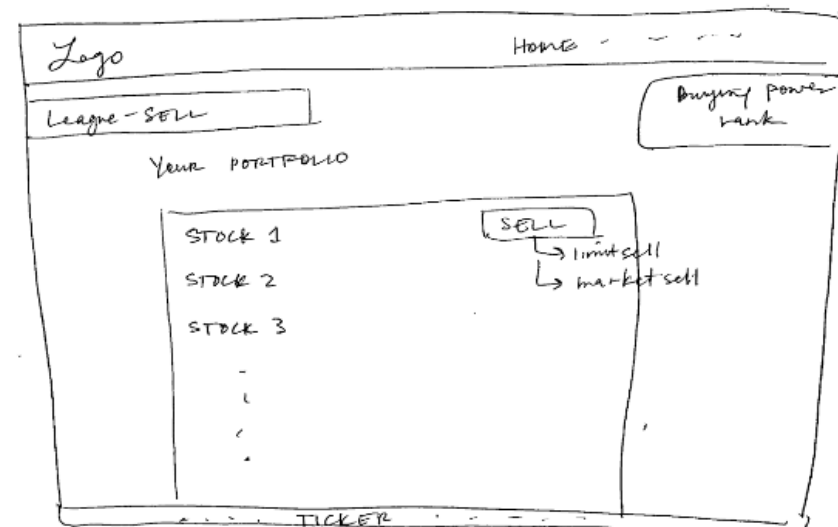 Logo
HOME
League - SELL
Buying power
rank
YOUR PORTFOLIO
STOCK 1
SELL
limit sell
market sell
STOCK 2
STOCK 3
TICKER